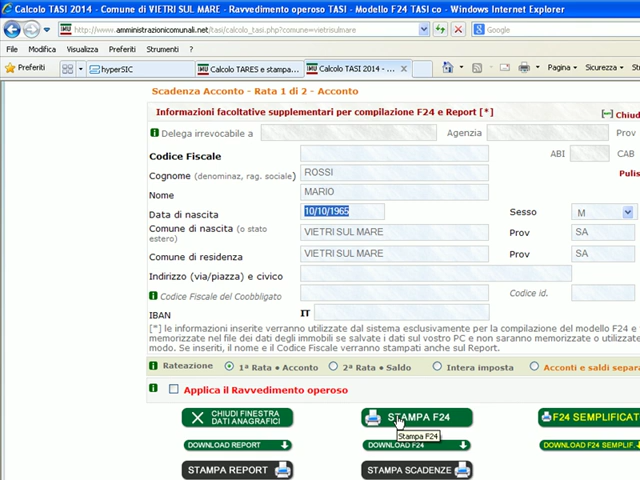 Calcolo TASI 2014 - Comune di VIETRI SUL MARE - Ravvedimento operoso TASI - Modello F24 TASI co - Windows Internet Explorer
http://www.amministrazionicomunali.net/tasi/calcolo_tasi.php?comune=vietrisulmare
Google
File Modifica Visualizza Preferiti Strumenti ?
Preferiti
hyperSIC
Calcolo TARES e stampa...
Calcolo TASI 2014 - ...
Pagina
Sicurezza
St
Scadenza Acconto - Rata 1 di 2 - Acconto
Informazioni facoltative supplementari per compilazione F24 e Report [*]
Chiud
Delega irrevocabile a
Agenzia
Prov
Codice Fiscale
ABI
CAB
Cognome (denominaz, rag. sociale) ROSSI
Pulis
Nome MARIO
Data di nascita 10/10/1965 Sesso M
Comune di nascita (o stato estero) VIETRI SUL MARE Prov SA
Comune di residenza VIETRI SUL MARE Prov SA
Indirizzo (via/piazza) e civico
Codice Fiscale del Coobbligato
Codice id.
IBAN IT
[*] le informazioni inserite verranno utilizzate dal sistema esclusivamente per la compilazione del modello F24 e
memorizzate nel file dei dati degli immobili se salvate i dati sul vostro PC e non saranno memorizzate o utilizzate
modo. Se inseriti, il nome e il Codice Fiscale verranno stampati anche sul Report.
Rateazione 1ª Rata • Acconto 2ª Rata • Saldo Intera imposta Acconti e saldi separa
Applica il Ravvedimento operoso
CHIUDI FINESTRA
DATI ANAGRAFICI
STAMPA F24
F24 SEMPLIFICAT
Stampa F24
DOWNLOAD REPORT
DOWNLOAD F24
DOWNLOAD F24 SEMPLIF.
STAMPA REPORT
STAMPA SCADENZE